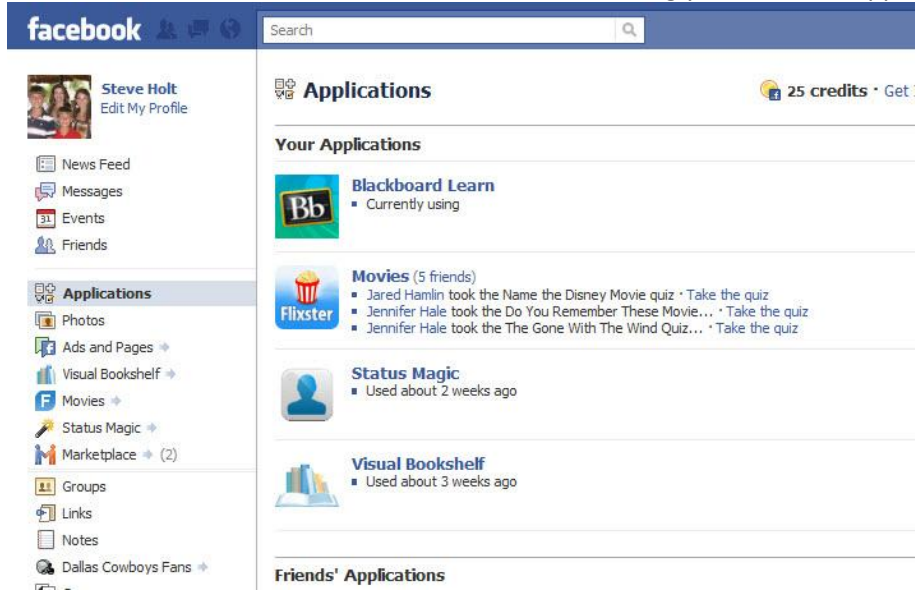 facebook
Search
Steve Holt
Edit My Profile
News Feed
Messages
31
Events
Friends
Applications
Photos
Ads and Pages
Visual Bookshelf
F
Movies
Status Magic
Marketplace (2)
Groups
Links
Notes
Dallas Cowboys Fans
Applications
25 credits · Get
Your Applications
Bb
Blackboard Learn
Currently using
Flixster
Movies (5 friends)
Jared Hamlin took the Name the Disney Movie quiz · Take the quiz
Jennifer Hale took the Do You Remember These Movie... · Take the quiz
Jennifer Hale took the The Gone With The Wind Quiz... · Take the quiz
Status Magic
Used about 2 weeks ago
Visual Bookshelf
Used about 3 weeks ago
Friends' Applications